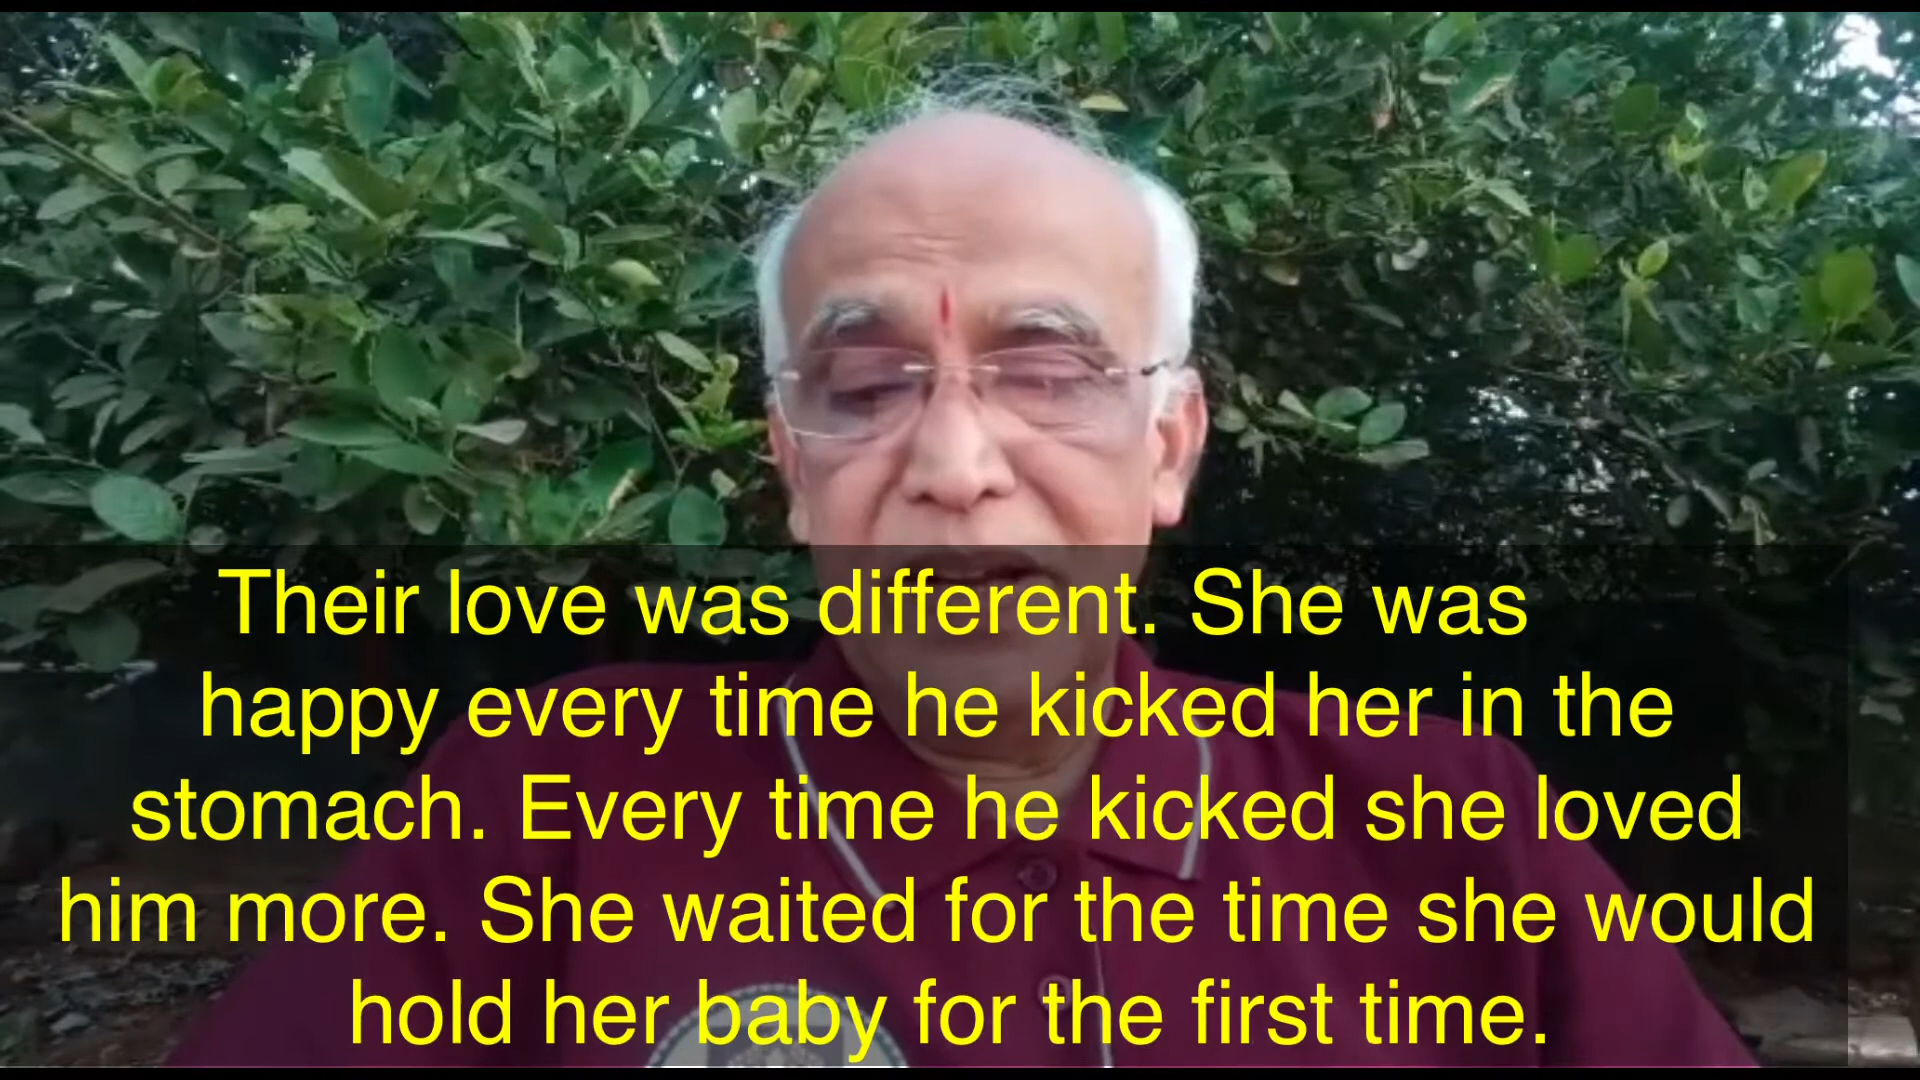 Their love was different. She was
happy every time he kicked her in the
stomach. Every time he kicked she loved
him more. She waited for the time she would
hold her baby for the first time.